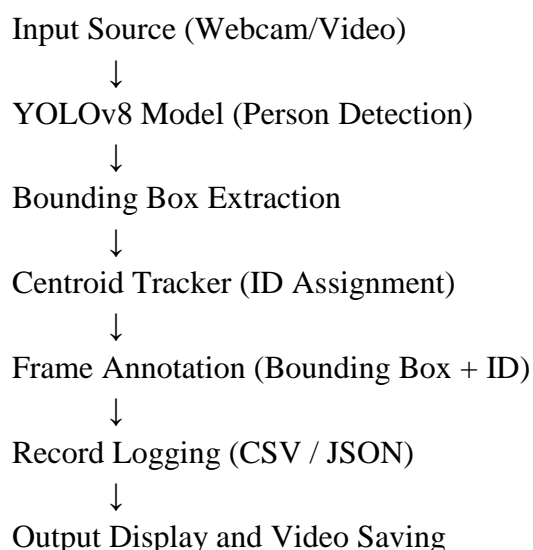 Input Source (Webcam/Video)
↓
YOLOv8 Model (Person Detection)
↓
Bounding Box Extraction
↓
Centroid Tracker (ID Assignment)
↓
Frame Annotation (Bounding Box + ID)
↓
Record Logging (CSV / JSON)
↓
Output Display and Video Saving